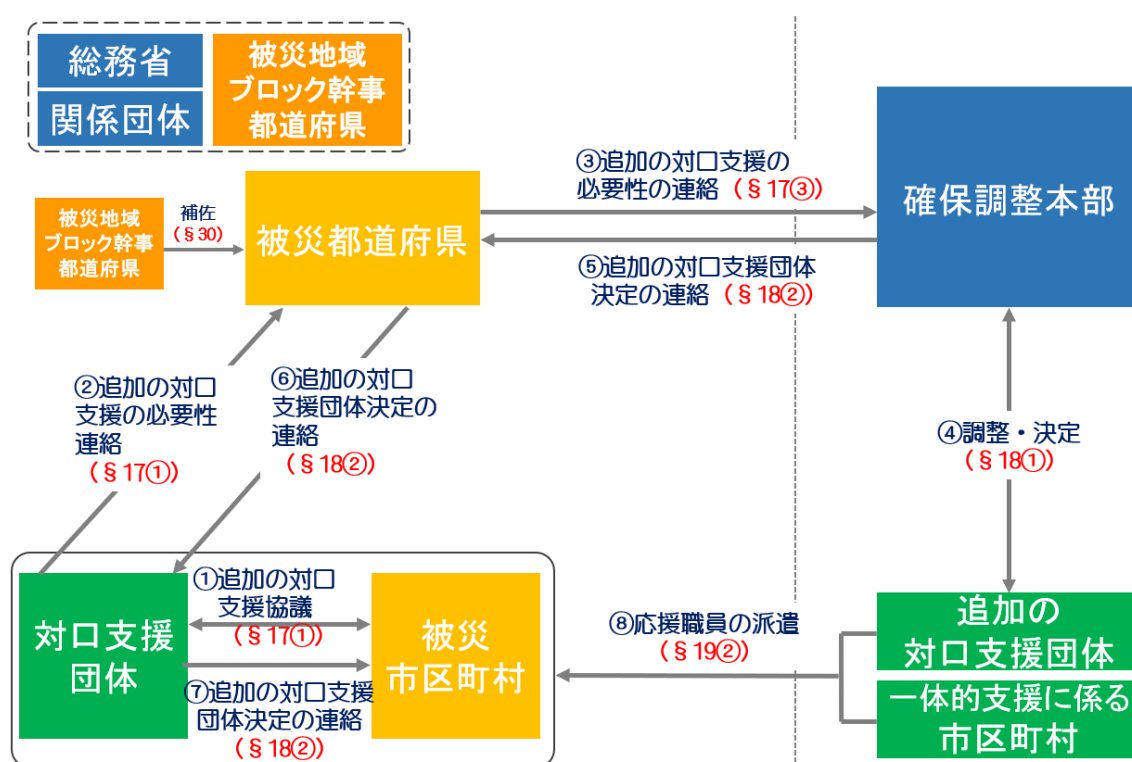 総務省
関係団体
被災地域
ブロック幹事
都道府県
③追加の対口支援の
必要性の連絡（§17③）
確保調整本部
被災地域
ブロック幹事
都道府県
補佐
（§30）
被災都道府県
⑤追加の対口支援団体
決定の連絡（§18②）
②追加の対口
支援の必要性
連絡
（§17①）
⑥追加の対口
支援団体決定の
連絡
（§18②）
④調整・決定
（§18①）
対口支援
団体
①追加の対口
支援協議
（§17①）
⑦追加の対口支援
団体決定の連絡
（§18②）
被災
市区町村
⑧応援職員の派遣
（§19②）
追加の
対口支援団体
一体的支援に係る
市区町村